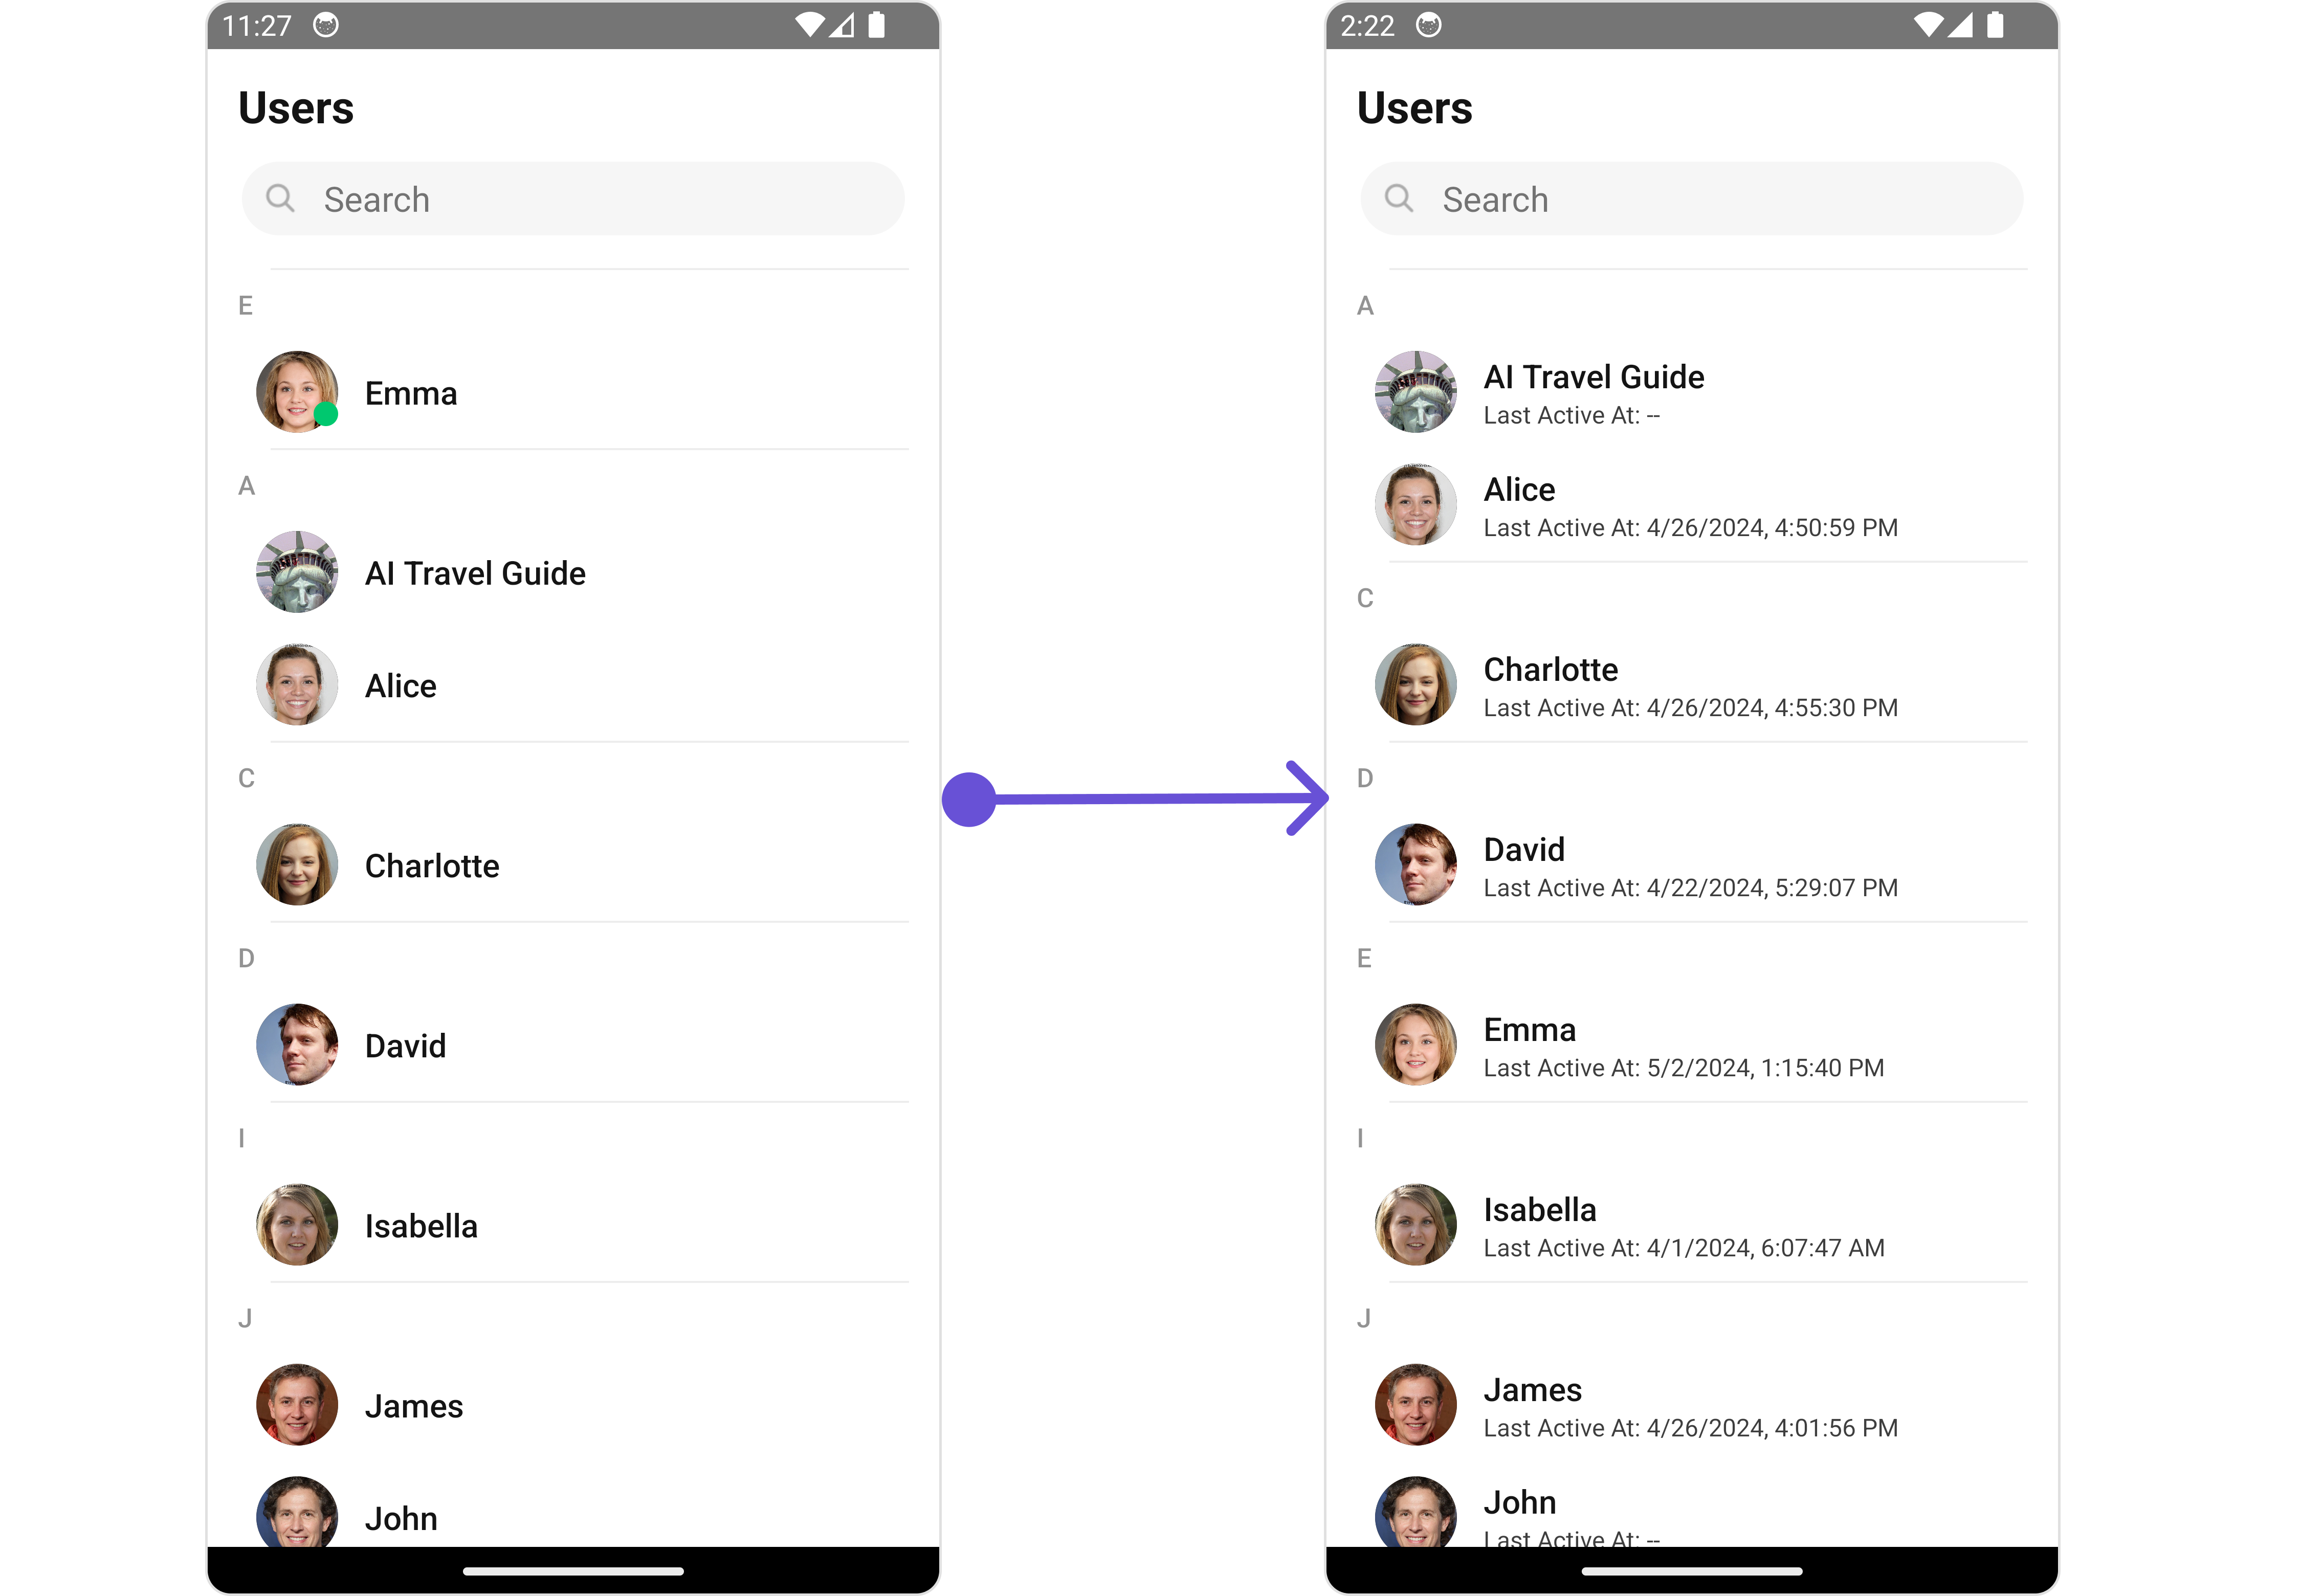 11:27
Users
Search
E
Emma
A
AI Travel Guide
Alice
C
Charlotte
D
David
I
Isabella
J
James
John
2:22
Users
Search
A
AI Travel Guide
Last Active At: --
Alice
Last Active At: 4/26/2024, 4:50:59 PM
C
Charlotte
Last Active At: 4/26/2024, 4:55:30 PM
D
David
Last Active At: 4/22/2024, 5:29:07 PM
E
Emma
Last Active At: 5/2/2024, 1:15:40 PM
I
Isabella
Last Active At: 4/1/2024, 6:07:47 AM
J
James
Last Active At: 4/26/2024, 4:01:56 PM
John
Last Active At: --